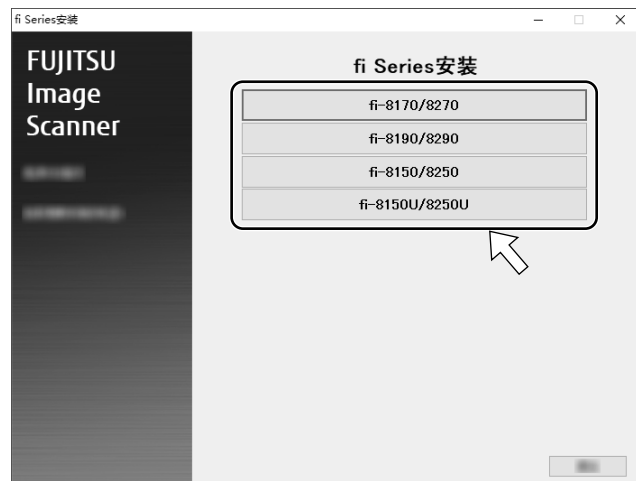 fi Series安装
FUJITSU
Image
Scanner
fi Series安装
fi-8170/8270
fi-8190/8290
fi-8150/8250
fi-8150U/8250U